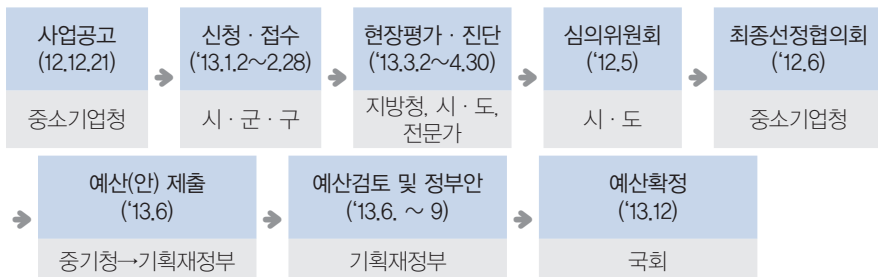 사업공고
(12.12.21)
중소기업청
신청 · 접수
(‘13.1.2～2.28)
시 · 군 · 구
현장평가 · 진단
(‘13.3.2～4.30)
지방청, 시 · 도,
전문가
심의위원회
(‘12.5)
시 · 도
최종선정협의회
(‘12.6)
중소기업청
예산(안) 제출
(‘13.6)
중기청→기획재정부
예산검토 및 정부안
(‘13.6. ～ 9)
기획재정부
예산확정
(‘13.12)
국회